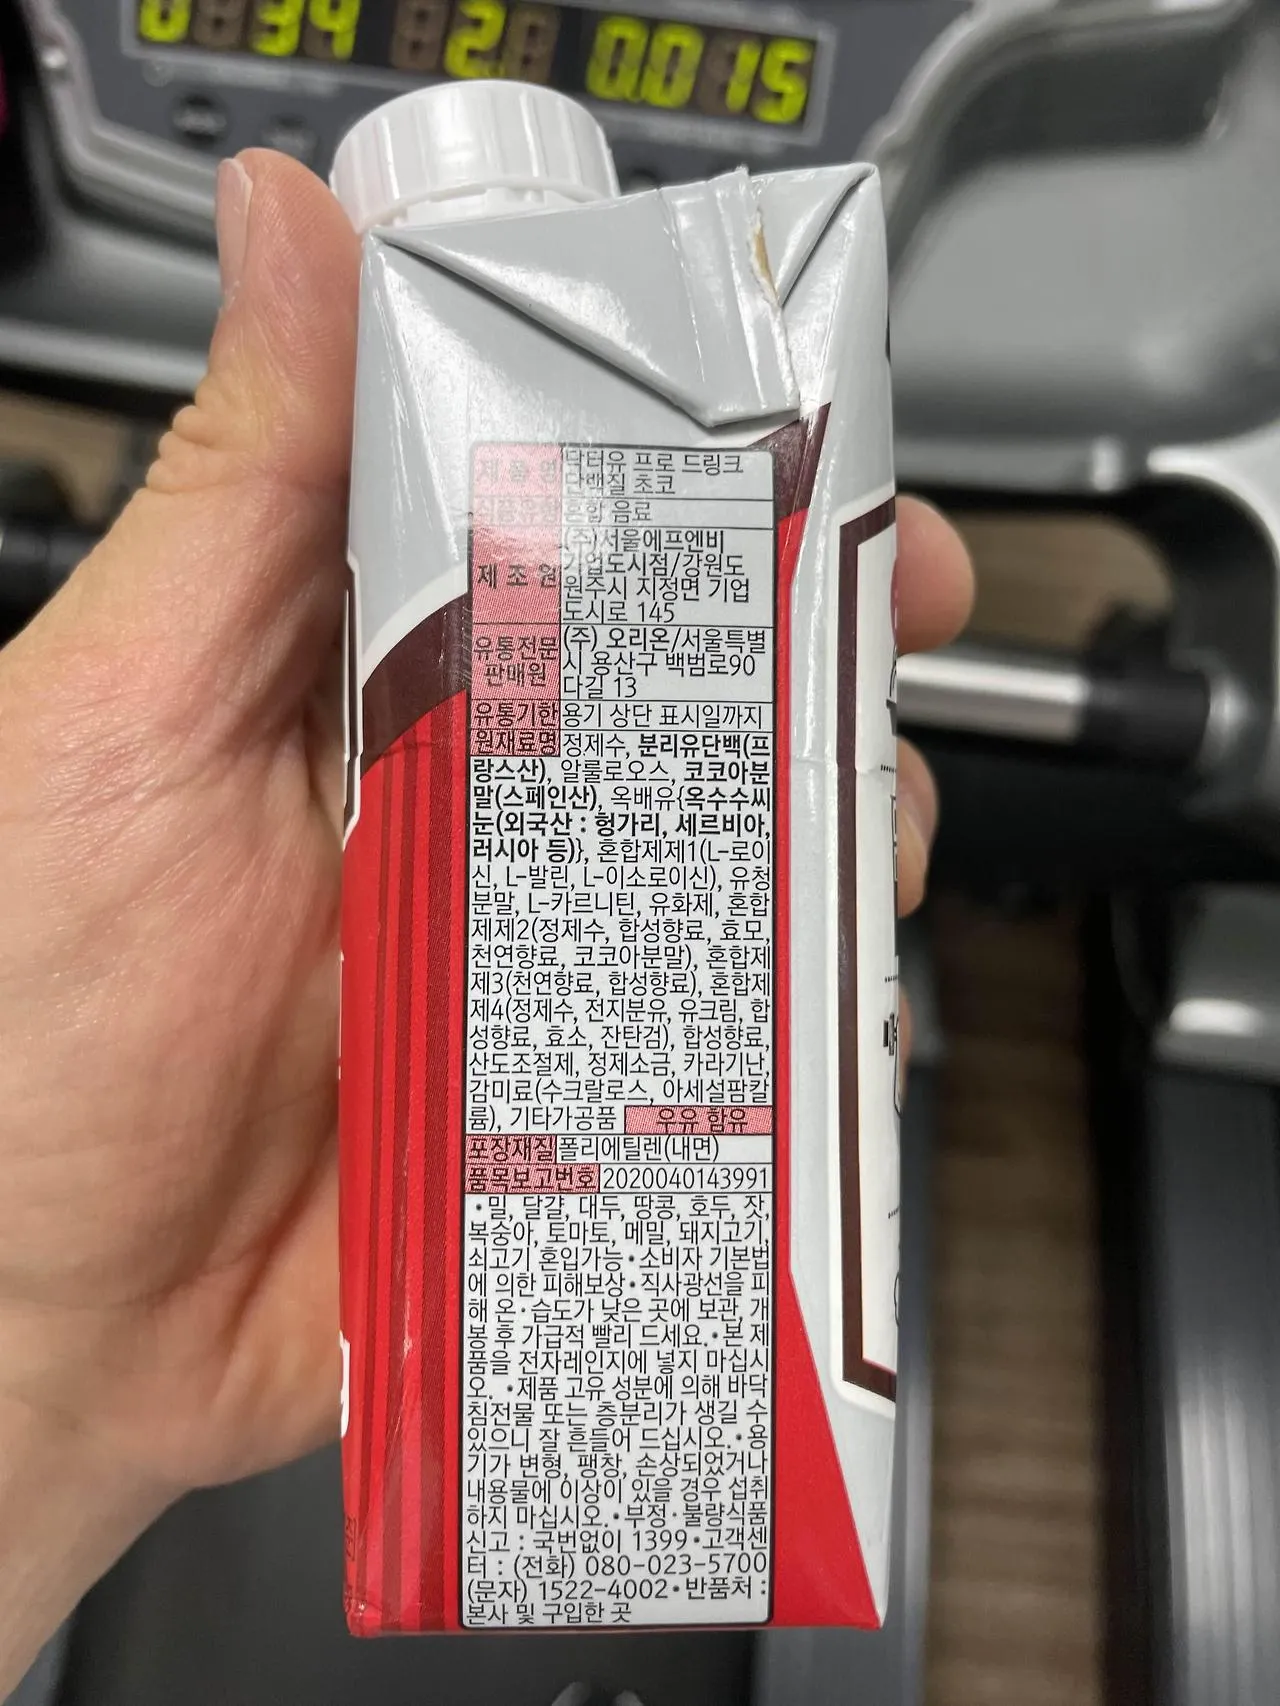 0 34 2.0 0.015
제 품 명 닥터유 프로 드링크
단백질 초코
식품유형 혼합 음료
제 조 원 (주)서울에프엔비
기업도시점/강원도
원주시 지정면 기업
도시로 145
유통전문
판매원 (주) 오리온/서울특별
시 용산구 백범로90
다길 13
유통기한 용기 상단 표시일까지
원재료명 정제수, 분리유단백(프
랑스산), 알룰로오스, 코코아분
말(스페인산), 옥배유{옥수수씨
눈(외국산 : 헝가리, 세르비아,
러시아 등)}, 혼합제제1(L-로이
신, L-발린, L-이소로이신), 유청
분말, L-카르니틴, 유화제, 혼합
제제2(정제수, 합성향료, 효모,
천연향료, 코코아분말), 혼합제
제3(천연향료, 합성향료), 혼합제
제4(정제수, 전지분유, 유크림, 합
성향료, 효소, 잔탄검), 합성향료,
산도조절제, 정제소금, 카라기난,
감미료(수크랄로스, 아세설팜칼
륨), 기타가공품 우유 함유
포장재질 폴리에틸렌(내면)
품목보고번호 2020040143991
•밀, 달걀, 대두, 땅콩, 호두, 잣,
복숭아, 토마토, 메밀, 돼지고기,
쇠고기 혼입가능•소비자 기본법
에 의한 피해보상•직사광선을 피
해 온·습도가 낮은 곳에 보관, 개
봉 후 가급적 빨리 드세요.•본 제
품을 전자레인지에 넣지 마십시
오. •제품 고유 성분에 의해 바닥
침전물 또는 층분리가 생길 수
있으니 잘 흔들어 드십시오.•용
기가 변형, 팽창, 손상되었거나
내용물에 이상이 있을 경우 섭취
하지 마십시오.•부정·불량식품
신고 : 국번없이 1399•고객센
터 : (전화) 080-023-5700
(문자) 1522-4002•반품처 :
본사 및 구입한 곳